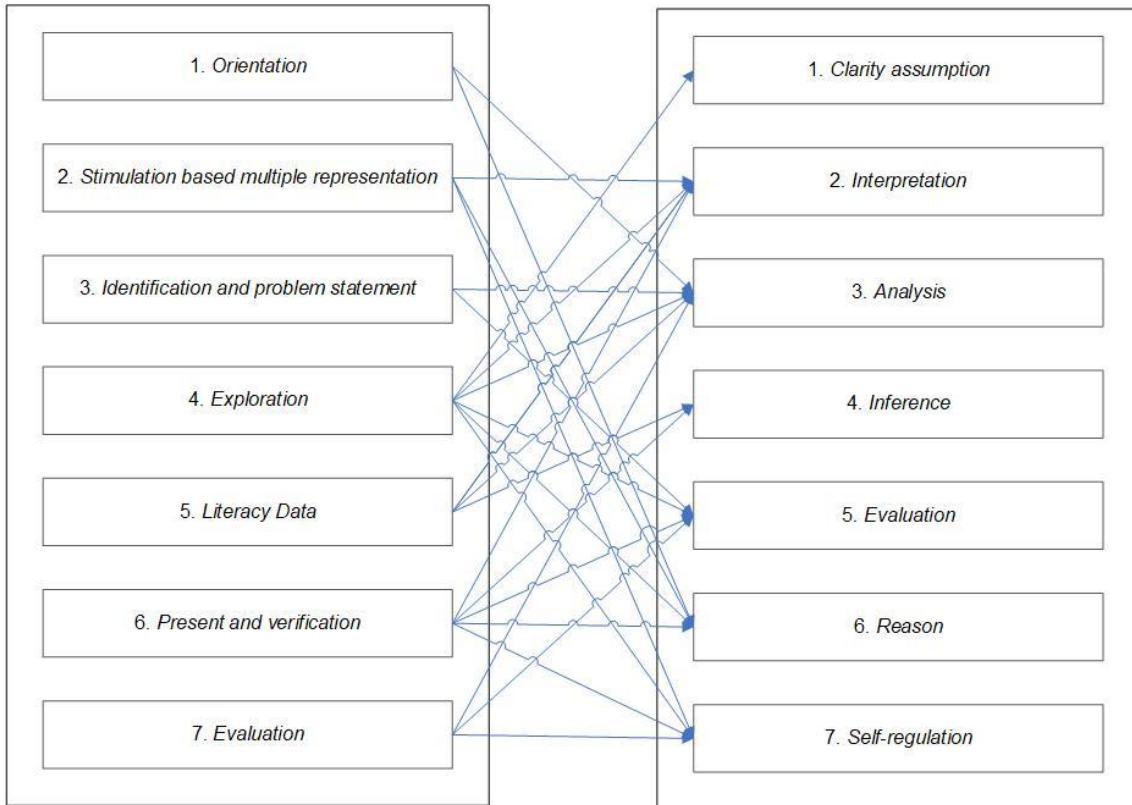 1. Orientation
2. Stimulation based multiple representation
3. Identification and problem statement
4. Exploration
5. Literacy Data
6. Present and verification
7. Evaluation
1. Clarity assumption
2. Interpretation
3. Analysis
4. Inference
5. Evaluation
6. Reason
7. Self-regulation